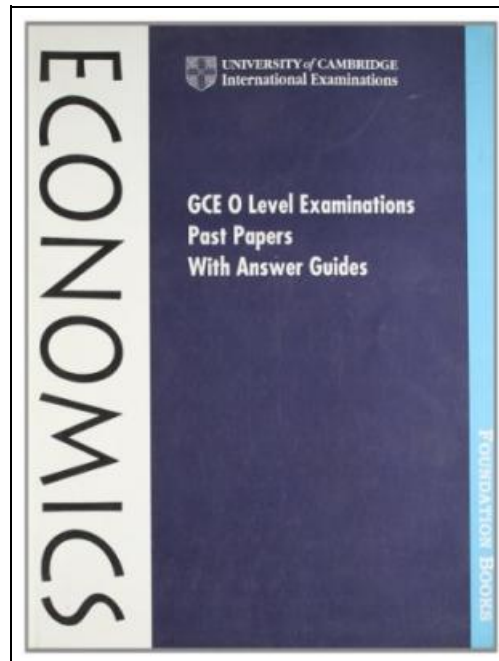 ECONOMICS
UNIVERSITY of CAMBRIDGE
International Examinations
GCE O Level Examinations
Past Papers
With Answer Guides
FOUNDATION BOOKS